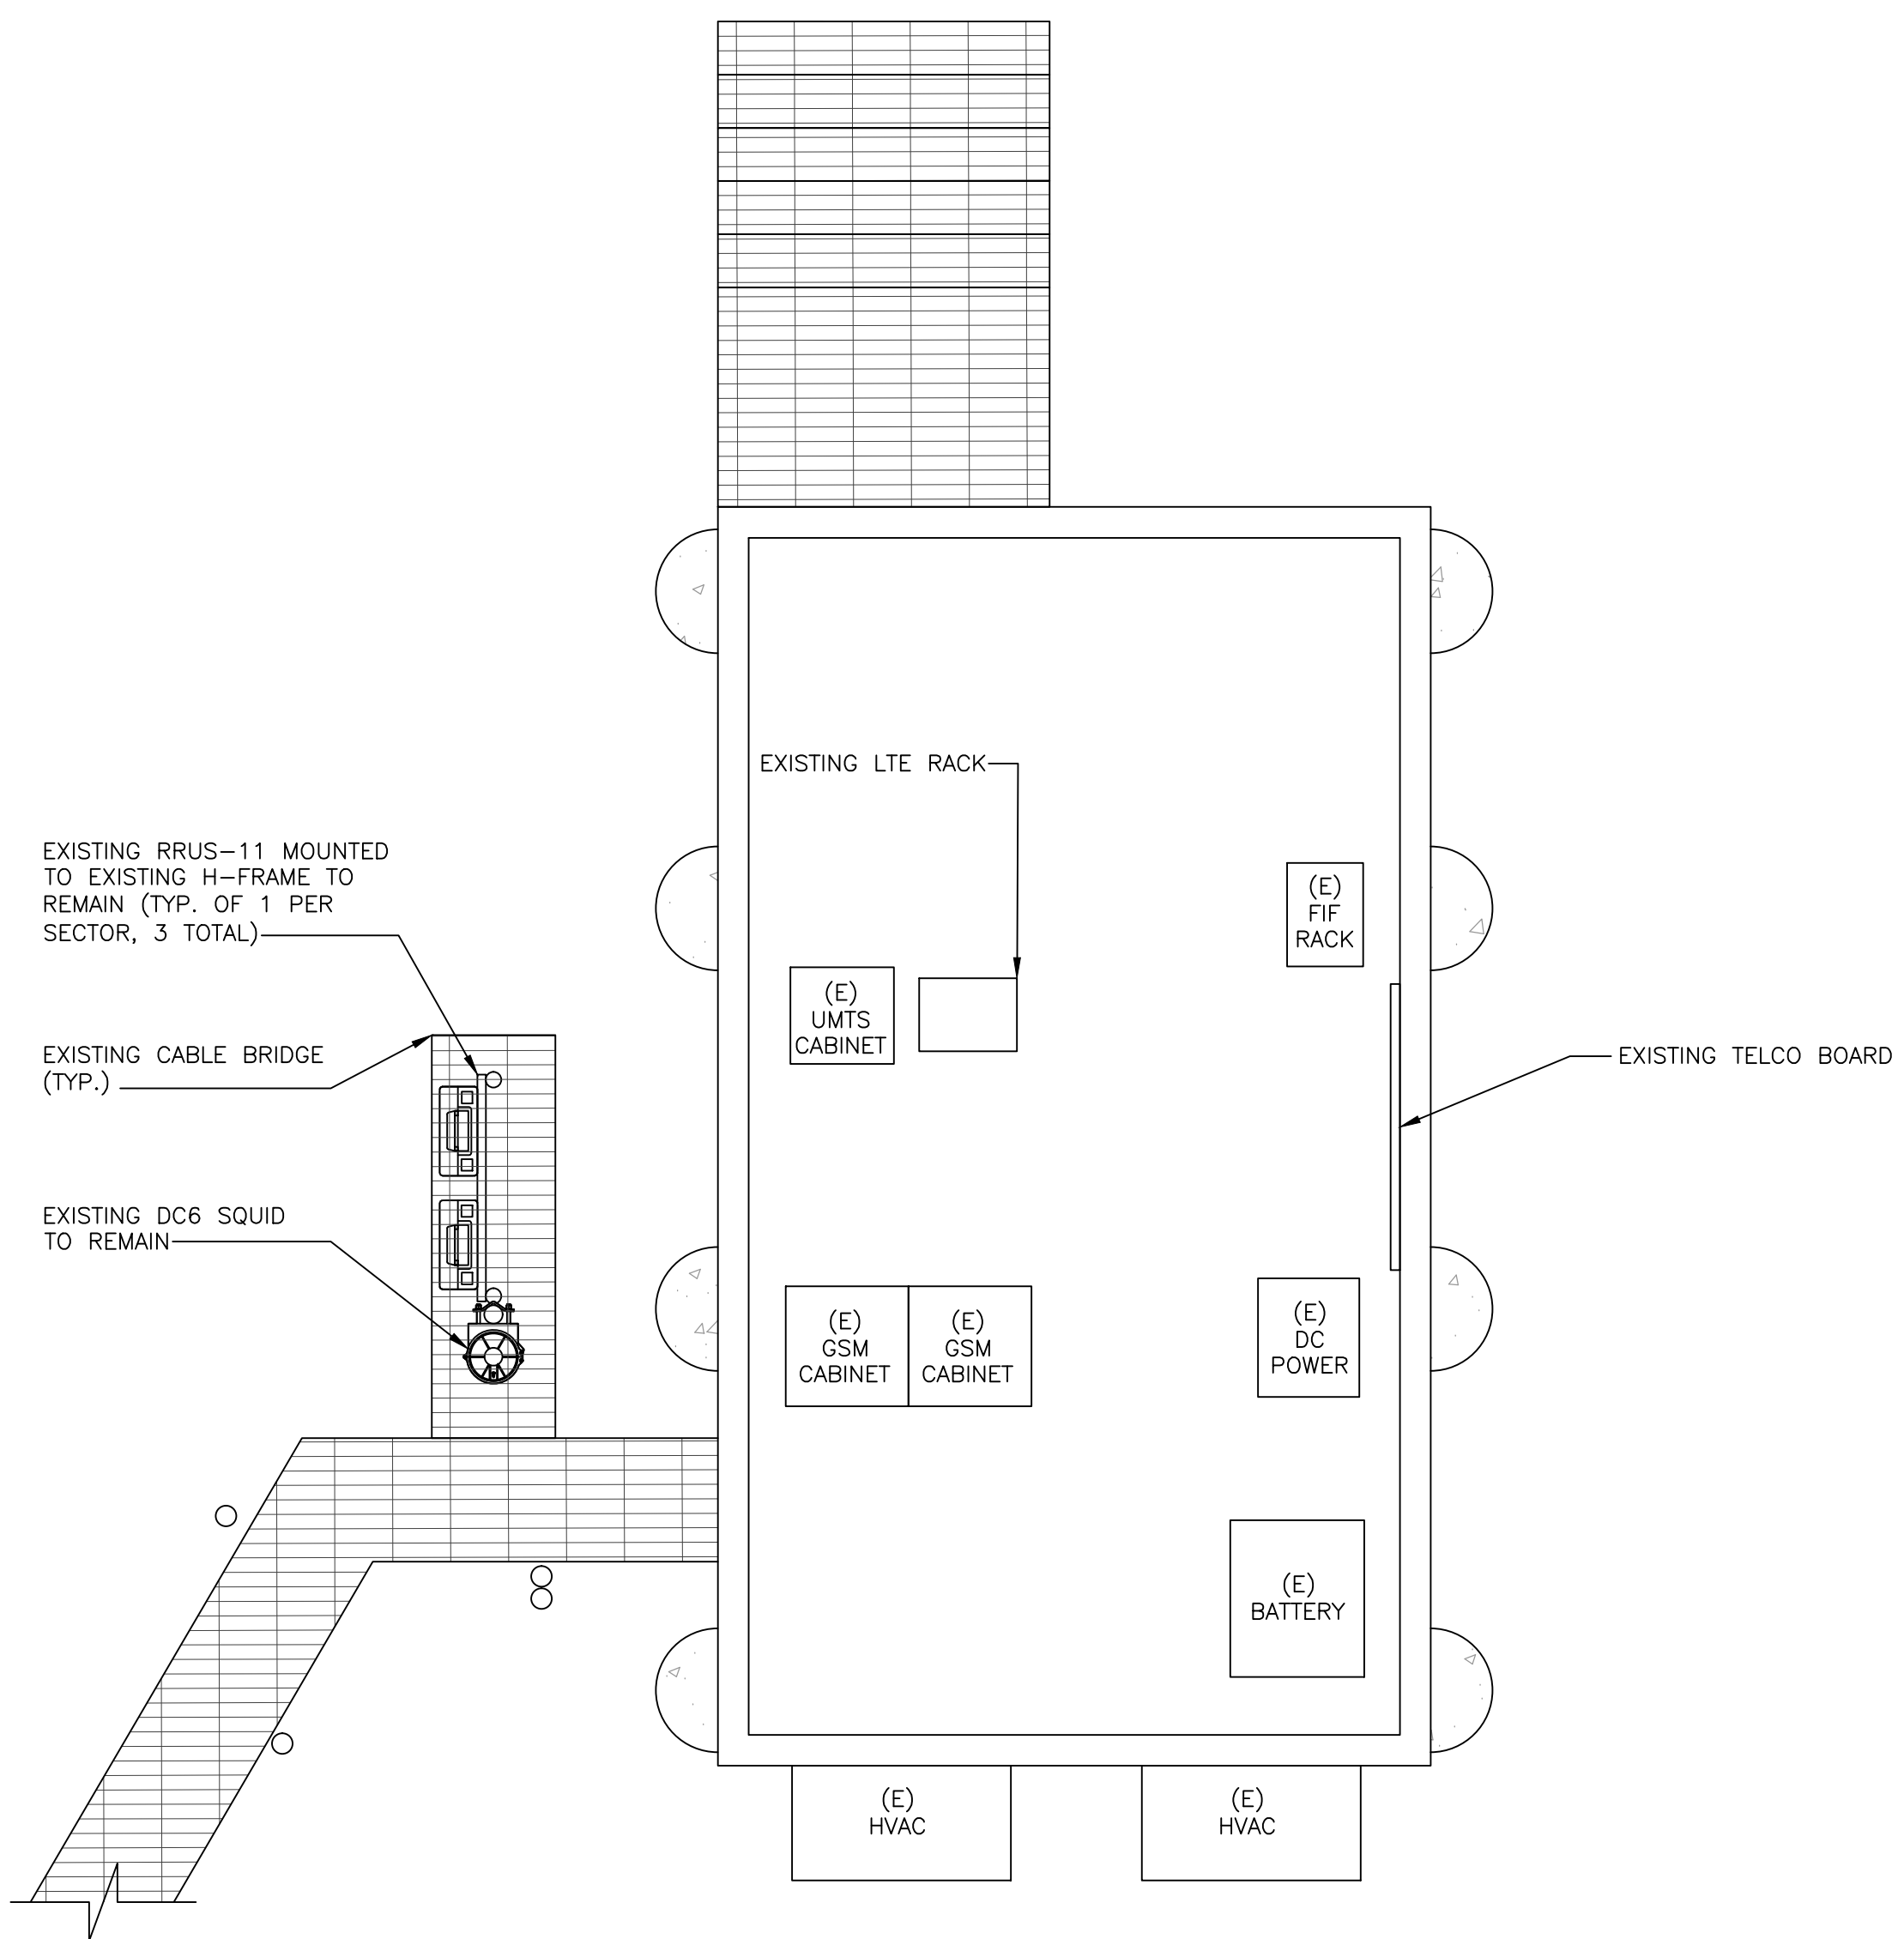 EXISTING LTE RACK
EXISTING RRUS-11 MOUNTED
TO EXISTING H-FRAME TO
REMAIN (TYP. OF 1 PER
SECTOR, 3 TOTAL)
(E)
FIF
RACK
(E)
UMTS
CABINET
EXISTING CABLE BRIDGE
(TYP.)
EXISTING TELCO BOARD
EXISTING DC6 SQUID
TO REMAIN
(E)
GSM
CABINET
(E)
GSM
CABINET
(E)
DC
POWER
(E)
BATTERY
(E)
HVAC
(E)
HVAC